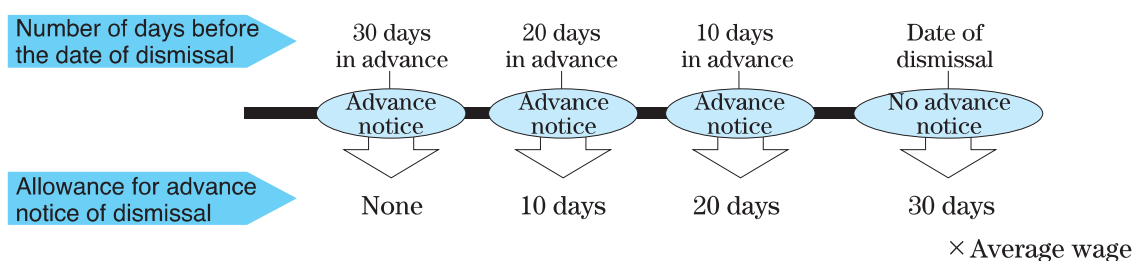 Number of days before
the date of dismissal
30 days
in advance
20 days
in advance
10 days
in advance
Date of
dismissal
Advance
notice
Advance
notice
Advance
notice
No advance
notice
Allowance for advance
notice of dismissal
None
10 days
20 days
30 days
× Average wage